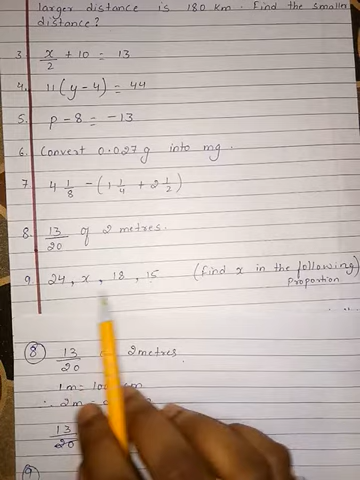 larger distance is 180 km. Find the smaller
distance?
3. x/2 + 10 = 13
4. 11(y - 4) = 44
5. p - 8 = -13
6. Convert 0.027 g into mg.
7. 4 1/8 - (1 1/4 + 2 1/2)
8. 13/20 of 2 metres.
9. 24, x, 18, 15 (find x in the following
proportion
8 13/20 2 metres.
1m =
∴ 2m =
13/20
9